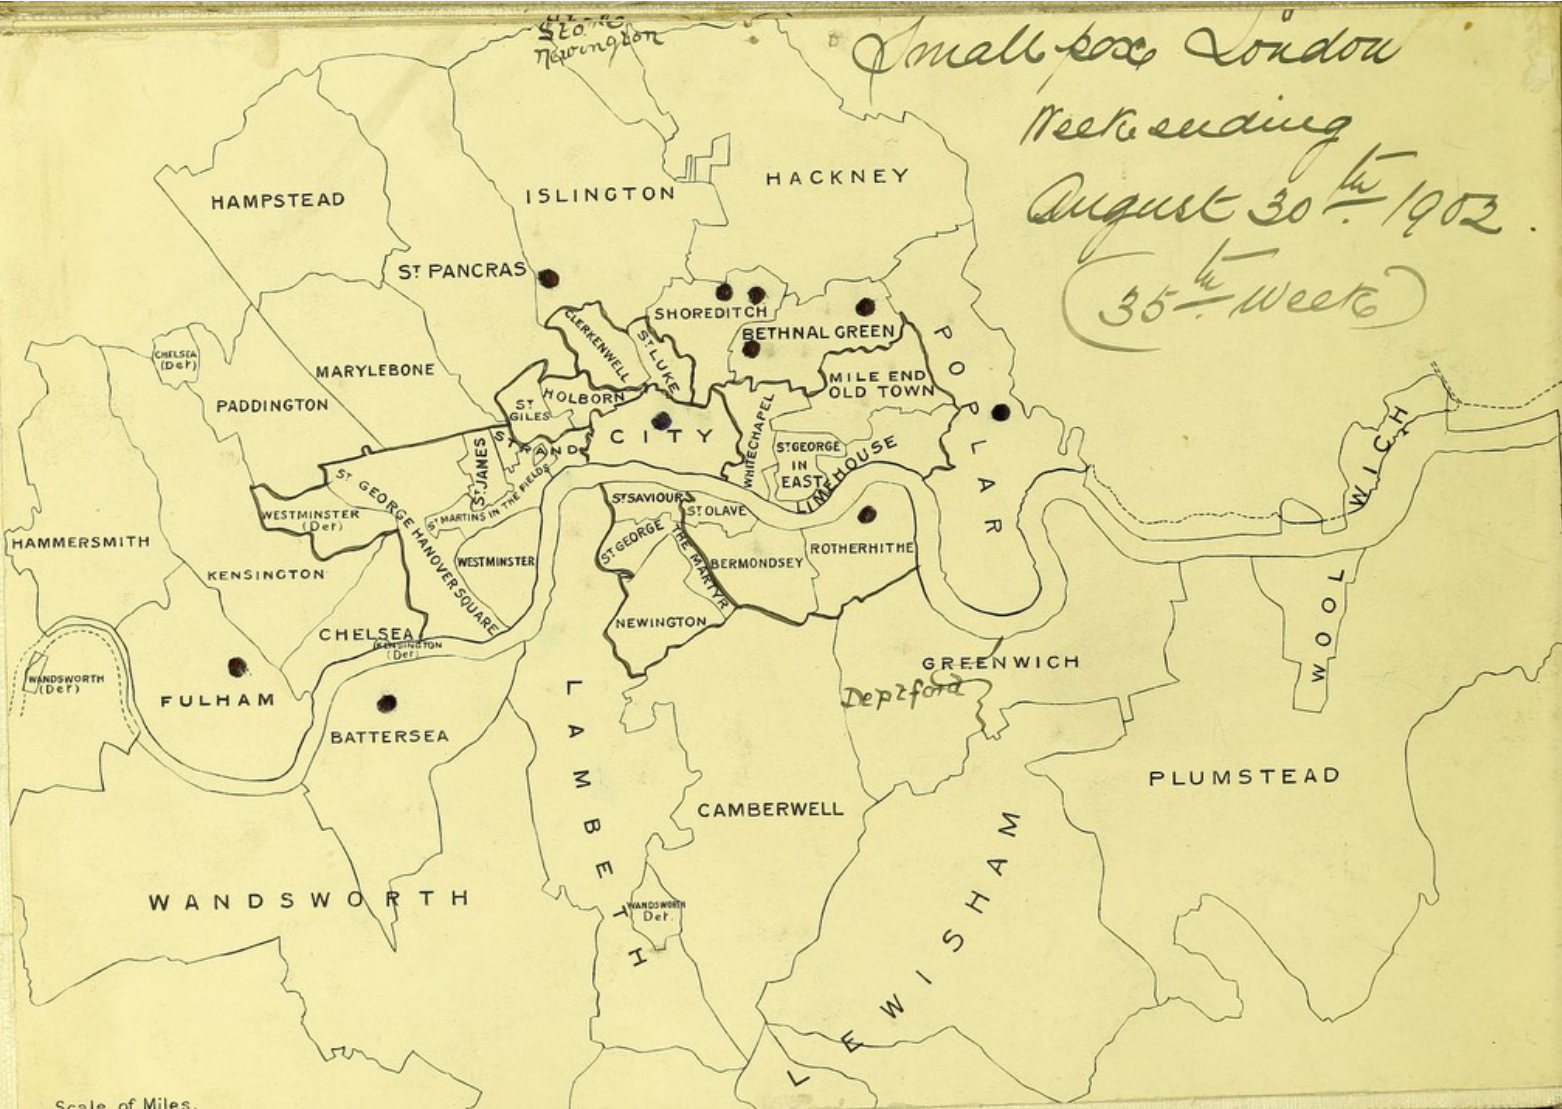 Sto
Newington
Small pox London
Week ending
August 30th 1902.
(35th Week)
HAMPSTEAD
ISLINGTON
HACKNEY
ST PANCRAS
SHOREDITCH
CLERKENWELL
ST LUKE
BETHNAL GREEN
POPLAR
CHELSEA
(Det)
MARYLEBONE
PADDINGTON
ST
GILES
HOLBORN
MILE END
OLD TOWN
CITY
WHITECHAPEL
STRAND
ST JAMES
ST GEORGE
IN
EAST
LIMEHOUSE
ST GEORGE HANOVER SQUARE
ST MARTINS IN THE FIELDS
WESTMINSTER
(Det)
ST SAVIOURS
ST OLAVE
ST GEORGE THE MARTYR
HAMMERSMITH
KENSINGTON
WESTMINSTER
BERMONDSEY
ROTHERHITHE
WOOLWICH
NEWINGTON
CHELSEA
KENSINGTON
(Det)
GREENWICH
Deptford
WANDSWORTH
(Det)
FULHAM
BATTERSEA
LAMBETH
PLUMSTEAD
CAMBERWELL
WANDSWORTH
WANDSWORTH
Det.
LEWISHAM
Scale of Miles.